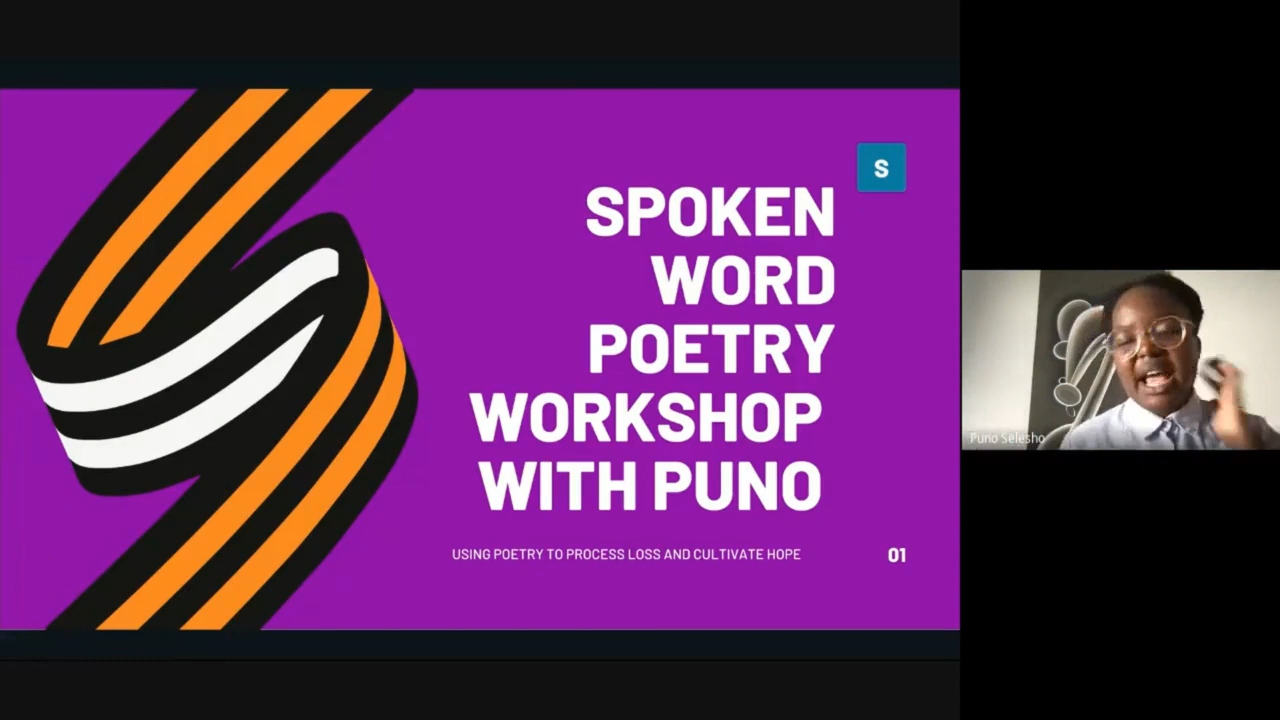 S
SPOKEN
WORD
POETRY
WORKSHOP
WITH PUNO
USING POETRY TO PROCESS LOSS AND CULTIVATE HOPE
01
Puno Selesho